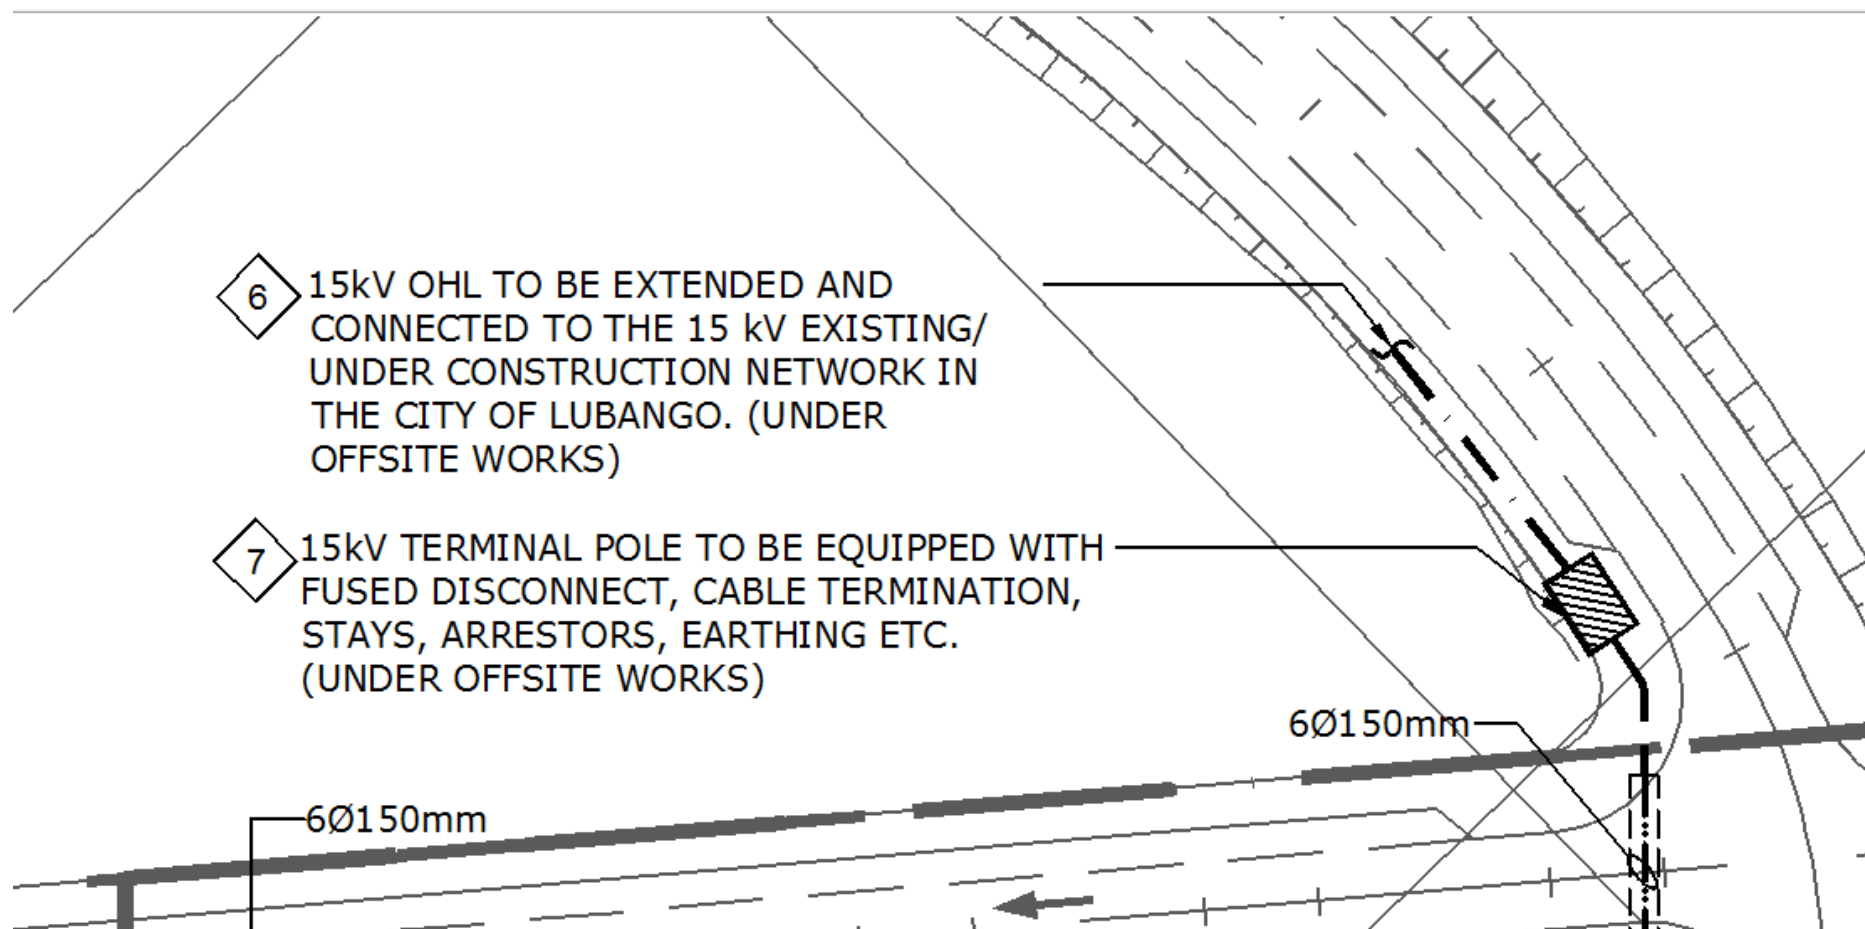 6
15kV OHL TO BE EXTENDED AND
CONNECTED TO THE 15 kV EXISTING/
UNDER CONSTRUCTION NETWORK IN
THE CITY OF LUBANGO. (UNDER
OFFSITE WORKS)
7
15kV TERMINAL POLE TO BE EQUIPPED WITH
FUSED DISCONNECT, CABLE TERMINATION,
STAYS, ARRESTORS, EARTHING ETC.
(UNDER OFFSITE WORKS)
6Ø150mm
6Ø150mm